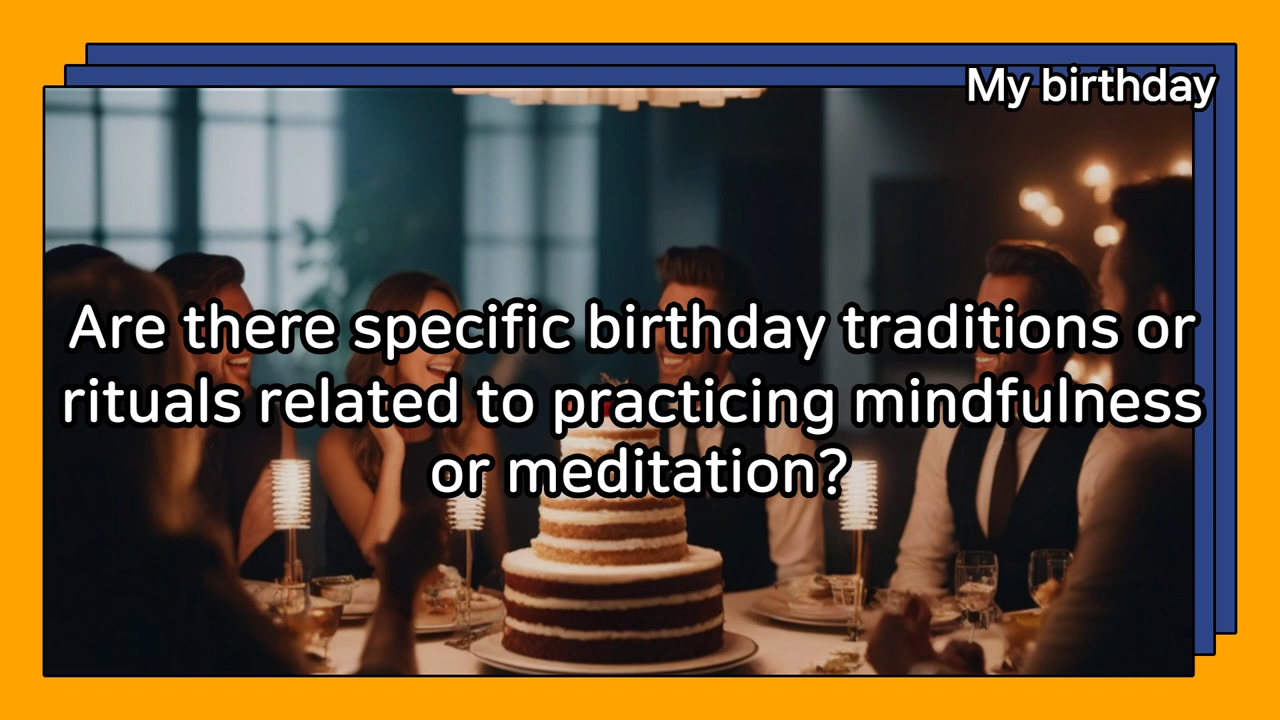 My birthday
Are there specific birthday traditions or
rituals related to practicing mindfulness
or meditation?